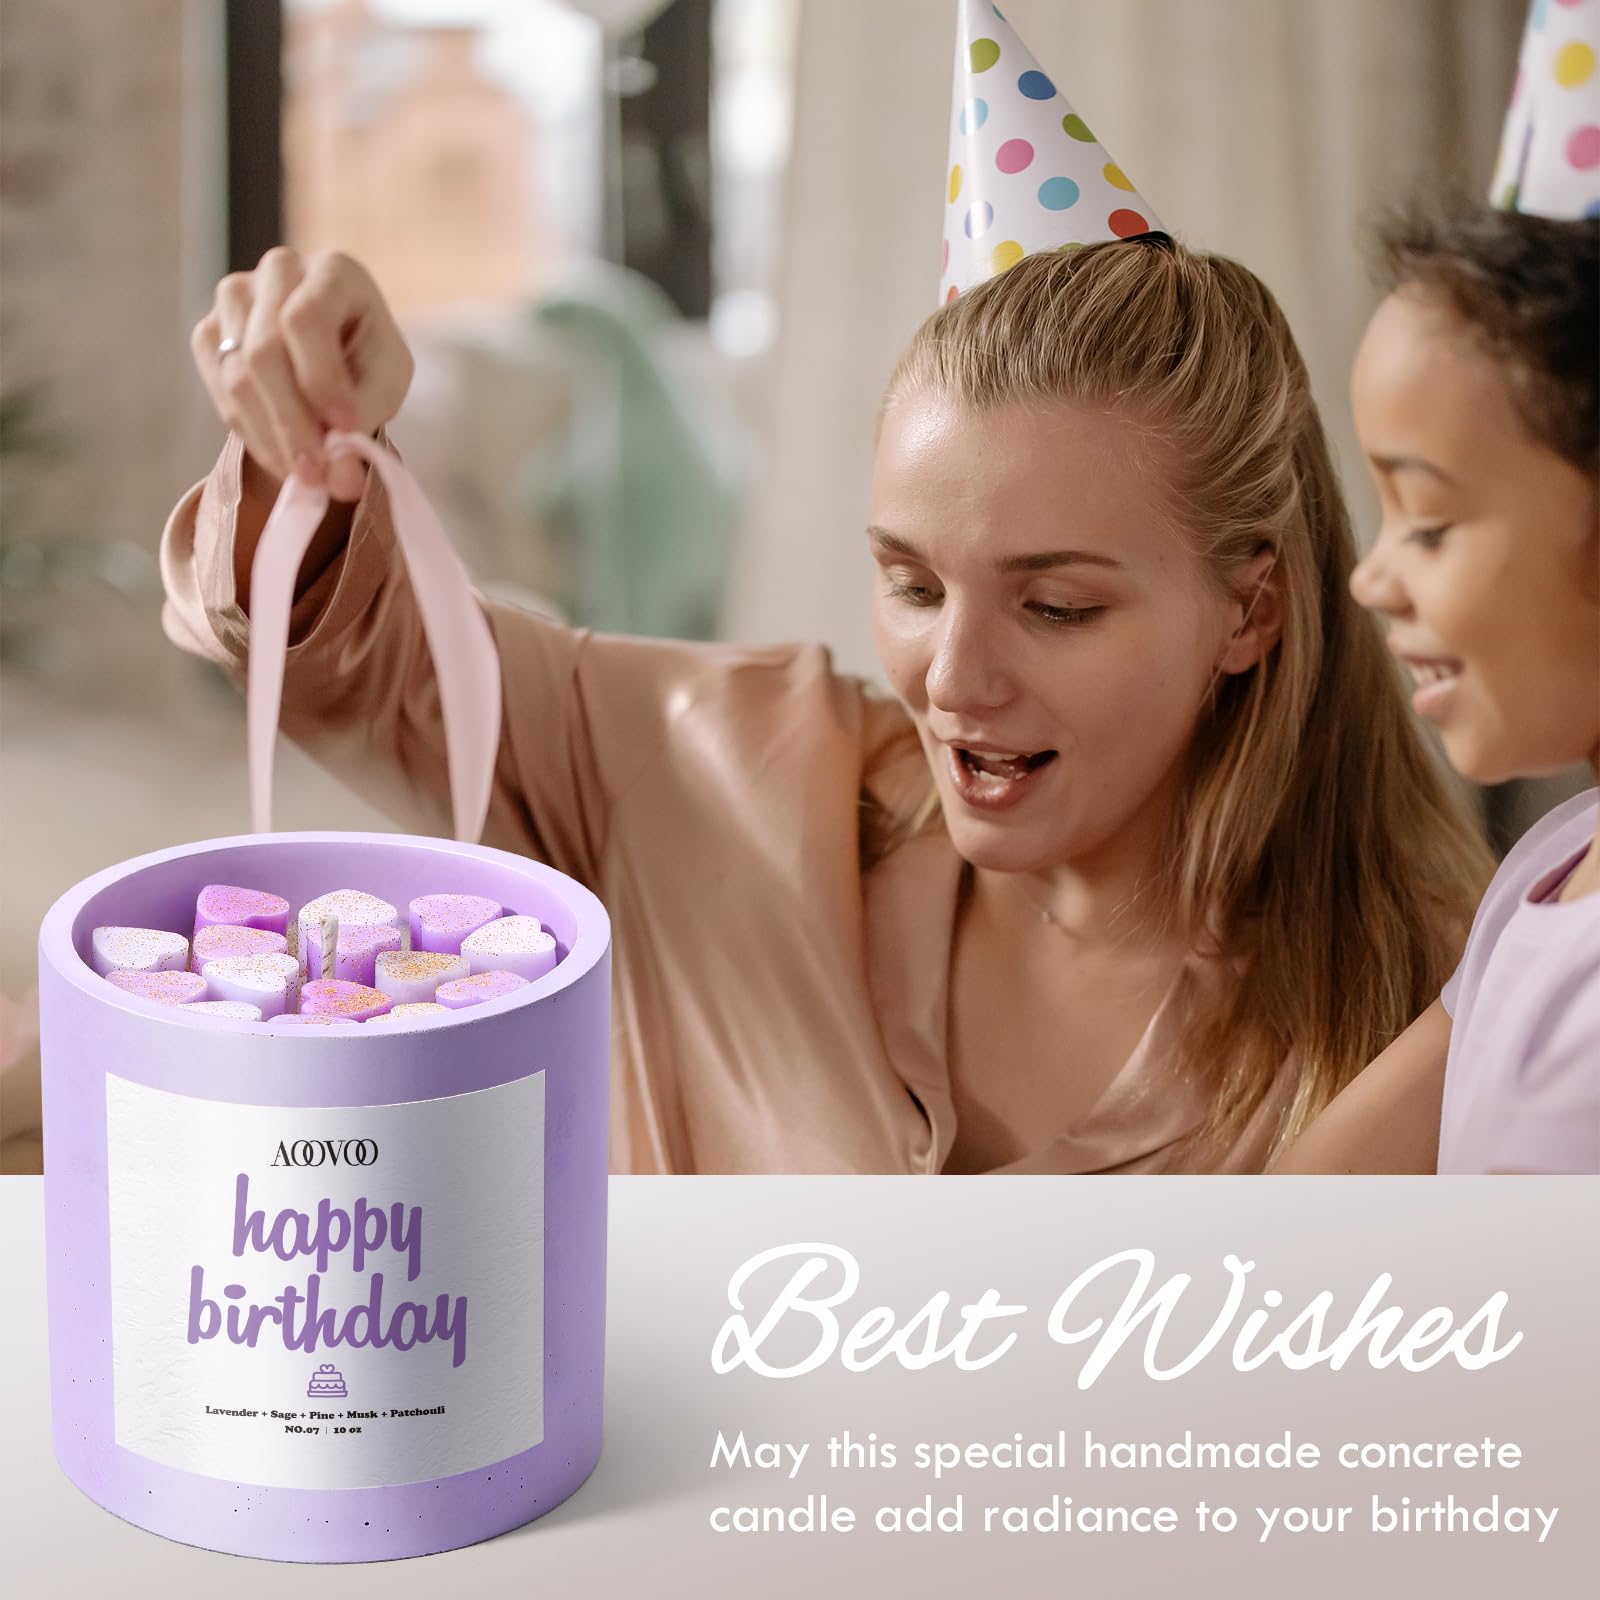 AOOVOO
happy
birthday
Lavender + Sage + Pine + Musk + Patchouli
NO.07 | 10 oz
Best Wishes
May this special handmade concrete
candle add radiance to your birthday